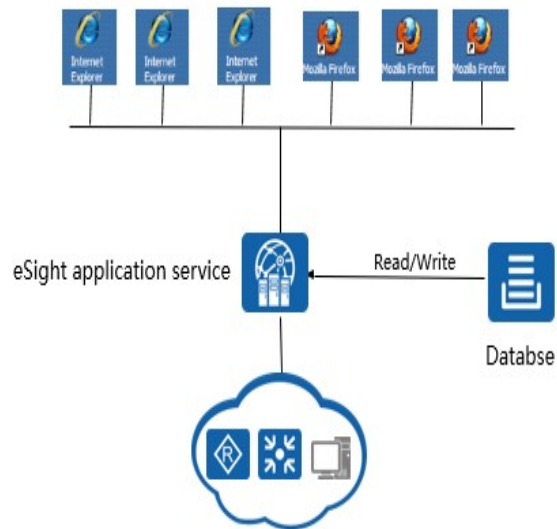 Internet
Explorer
Internet
Explorer
Internet
Explorer
Mozilla Firefox
Mozilla Firefox
Mozilla Firefox
eSight application service
Read/Write
Databse
R